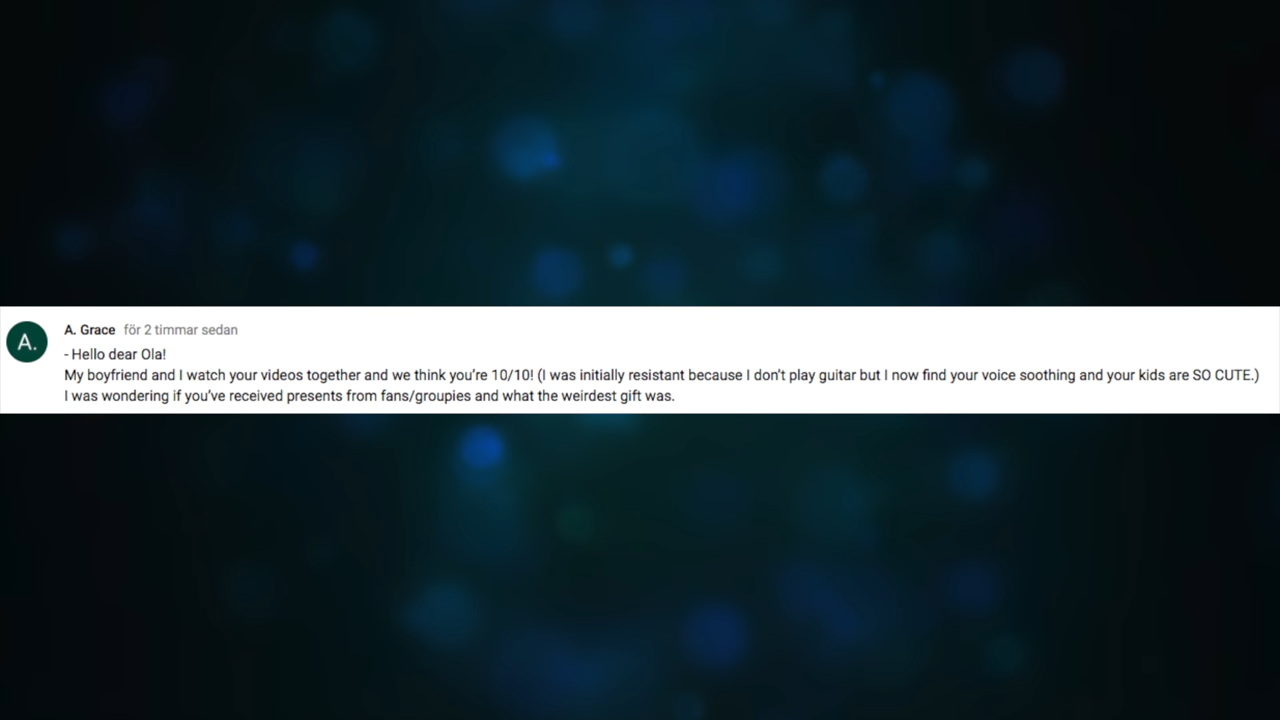 A.
A. Grace för 2 timmar sedan
- Hello dear Ola!
My boyfriend and I watch your videos together and we think you're 10/10! (I was initially resistant because I don't play guitar but I now find your voice soothing and your kids are SO CUTE.)
I was wondering if you've received presents from fans/groupies and what the weirdest gift was.